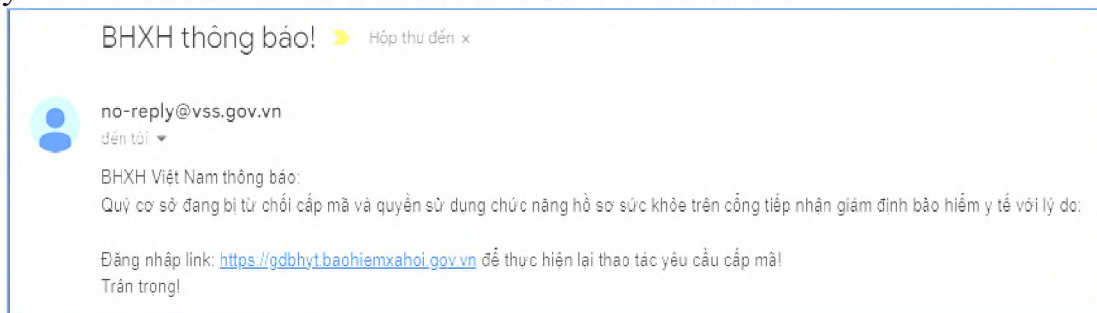 BHXH thông báo! Hộp thư đến ×
no-reply@vss.gov.vn
đến tôi
BHXH Việt Nam thông báo:
Quý cơ sở đang bị từ chối cấp mã và quyền sử dụng chức năng hồ sơ sức khỏe trên cổng tiếp nhận giám định bảo hiểm y tế với lý do:
Đăng nhập link: https://gdbhyt.baohiemxahoi.gov.vn để thực hiện lại thao tác yêu cầu cấp mã!
Trân trọng!